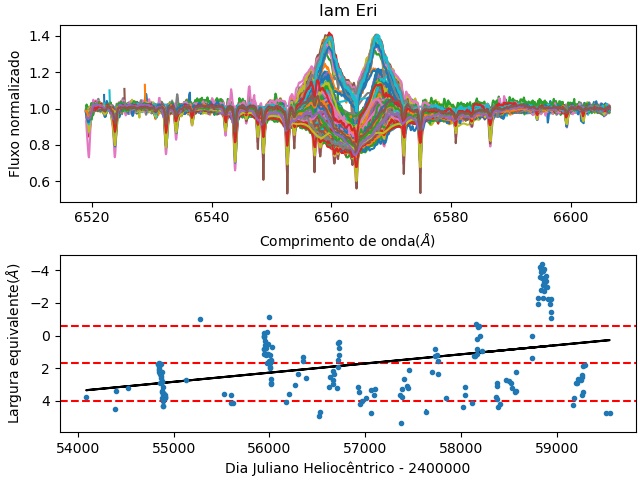 lam Eri
Fluxo normalizado
1.4
1.2
1.0
0.8
0.6
6520 6540 6560 6580 6600
Comprimento de onda(Å)
Largura equivalente(Å)
−4
−2
0
2
4
54000 55000 56000 57000 58000 59000
Dia Juliano Heliocêntrico - 2400000